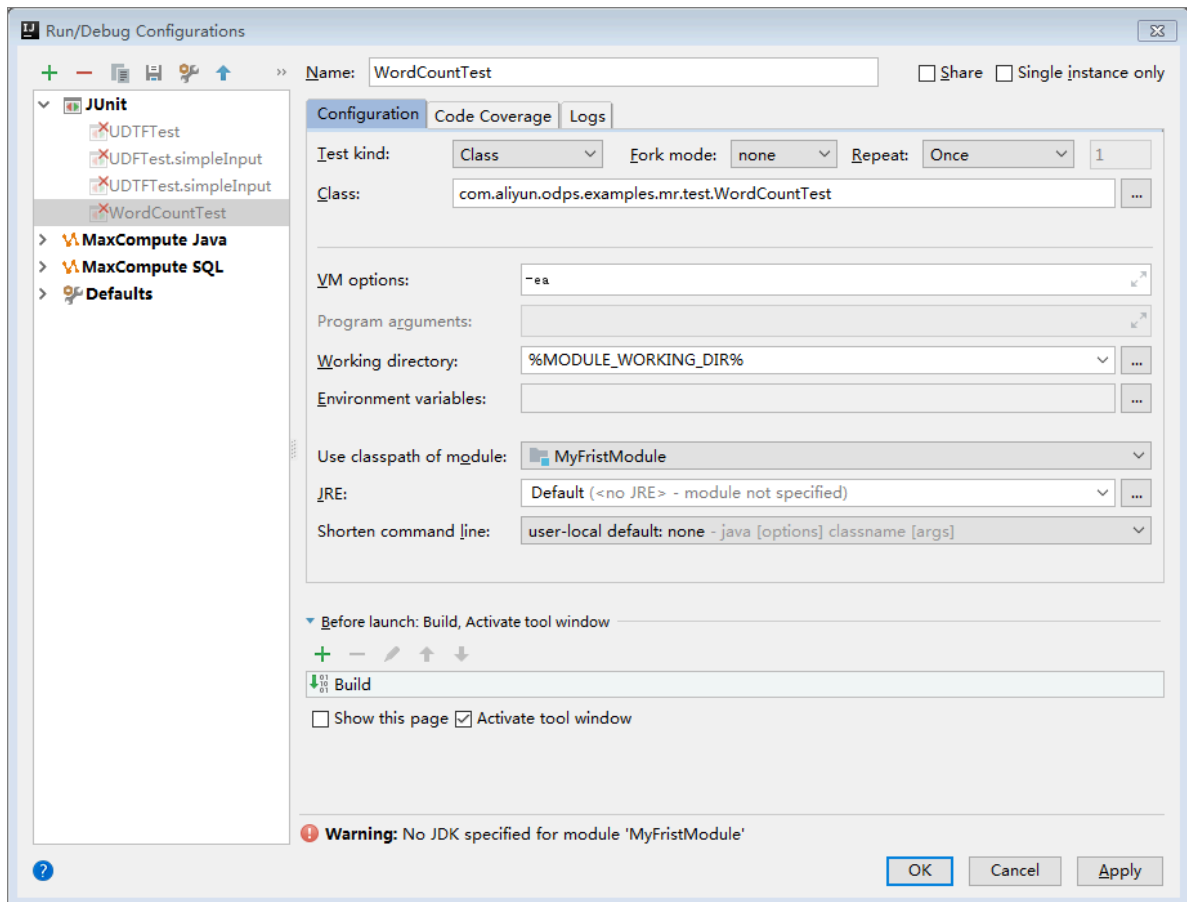 Run/Debug Configurations
Name: WordCountTest
Share Single instance only
JUnit
UDTFTest
UDFTest.simpleInput
UDTFTest.simpleInput
WordCountTest
MaxCompute Java
MaxCompute SQL
Defaults
Configuration Code Coverage Logs
Test kind: Class Fork mode: none Repeat: Once 1
Class: com.aliyun.odps.examples.mr.test.WordCountTest ...
VM options: -ea
Program arguments:
Working directory: %MODULE_WORKING_DIR% ...
Environment variables: ...
Use classpath of module: MyFristModule
JRE: Default (<no JRE> - module not specified) ...
Shorten command line: user-local default: none - java [options] classname [args]
Before launch: Build, Activate tool window
Build
Show this page Activate tool window
Warning: No JDK specified for module 'MyFristModule'
OK Cancel Apply